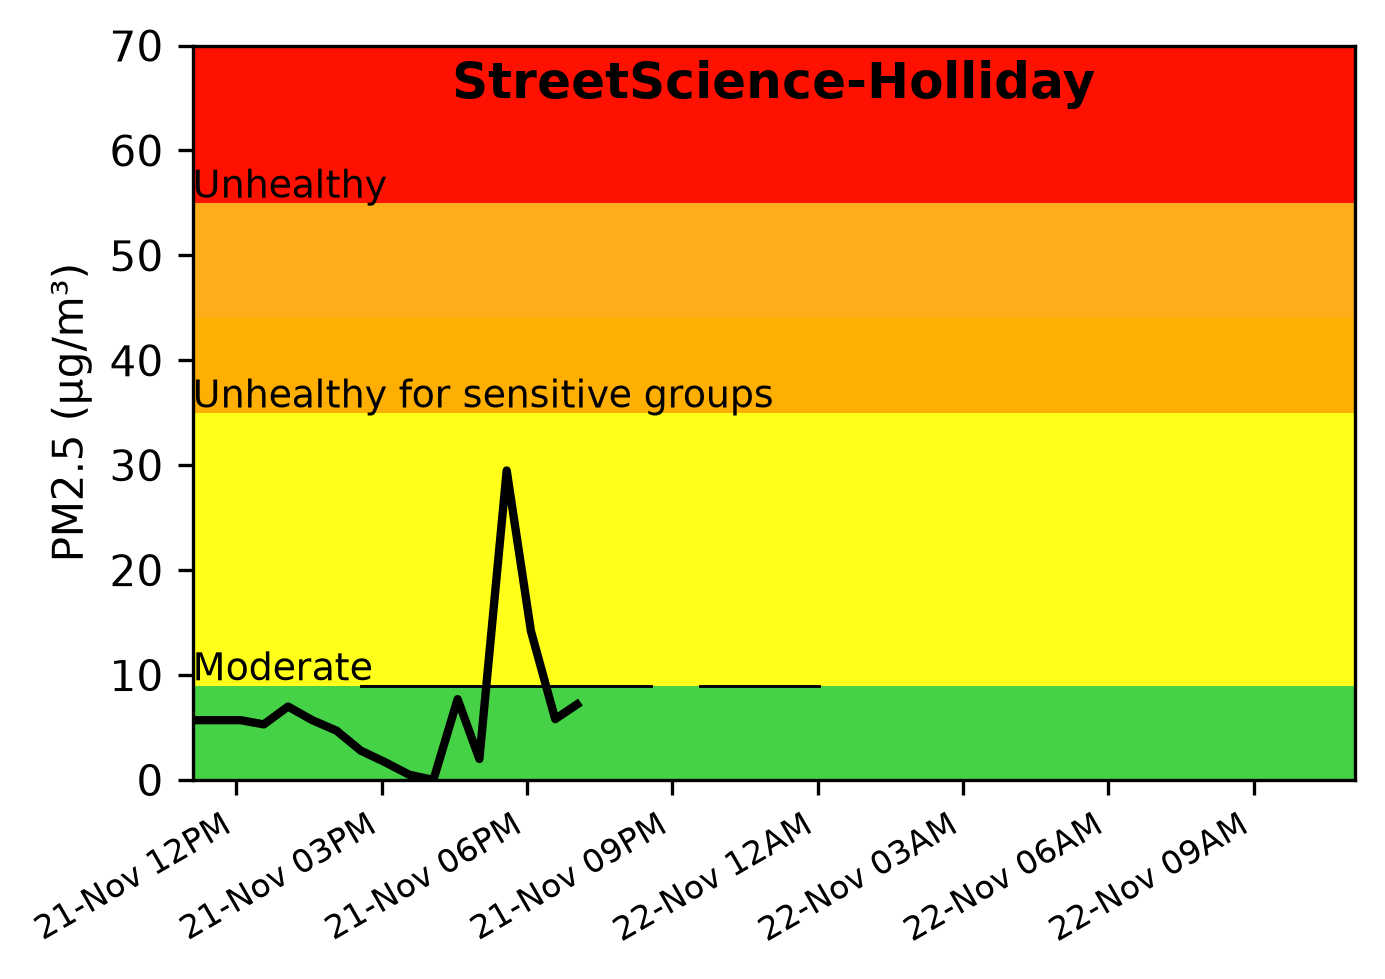 StreetScience-Holliday
70
60
Unhealthy
50
40
Unhealthy for sensitive groups
30
20
10
Moderate
0
PM2.5 (µg/m³)
21-Nov 12PM
21-Nov 03PM
21-Nov 06PM
21-Nov 09PM
22-Nov 12AM
22-Nov 03AM
22-Nov 06AM
22-Nov 09AM